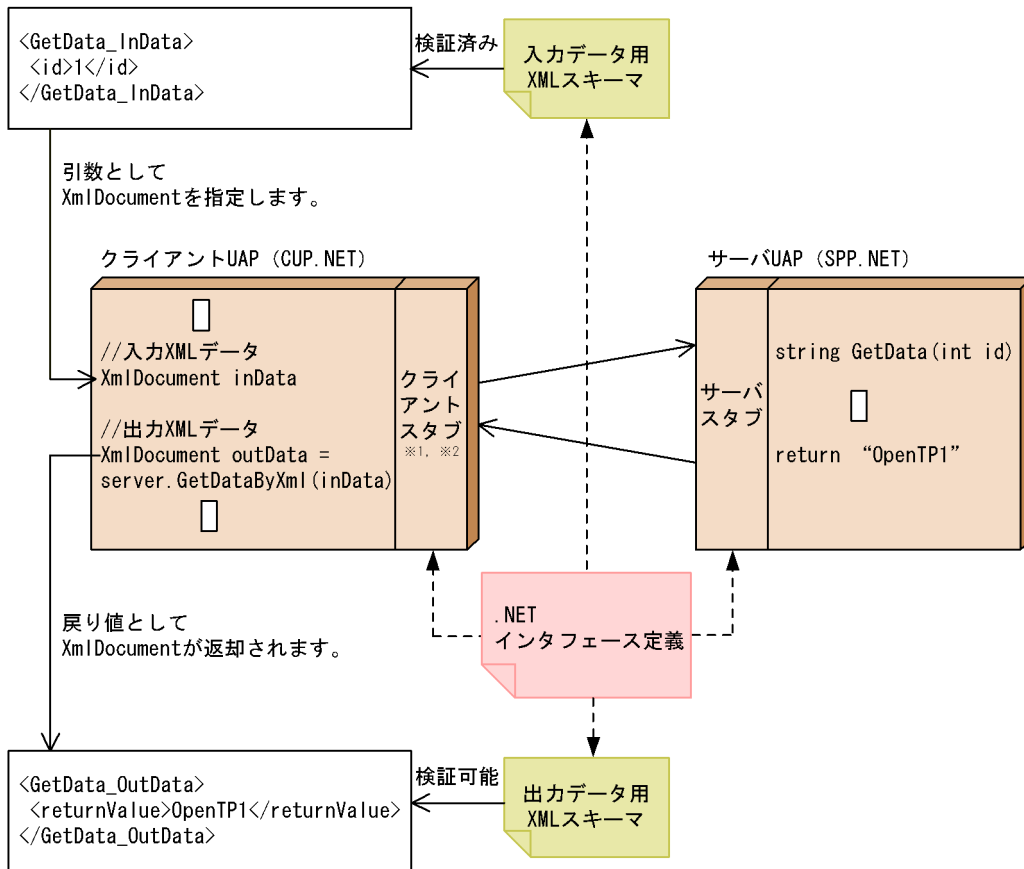 <GetData_InData>
<id>1</id>
</GetData_InData>
検証済み
入力データ用
XMLスキーマ
引数として
XmlDocumentを指定します。
クライアントUAP（CUP.NET）
//入力XMLデータ
XmlDocument inData
//出力XMLデータ
XmlDocument outData =
server.GetDataByXml(inData)
クライ
アント
スタブ
※1, ※2
サーバUAP（SPP.NET）
サーバ
スタブ
string GetData(int id)
return “OpenTP1”
.NET
インタフェース定義
戻り値として
XmlDocumentが返却されます。
<GetData_OutData>
<returnValue>OpenTP1</returnValue>
</GetData_OutData>
検証可能
出力データ用
XMLスキーマ